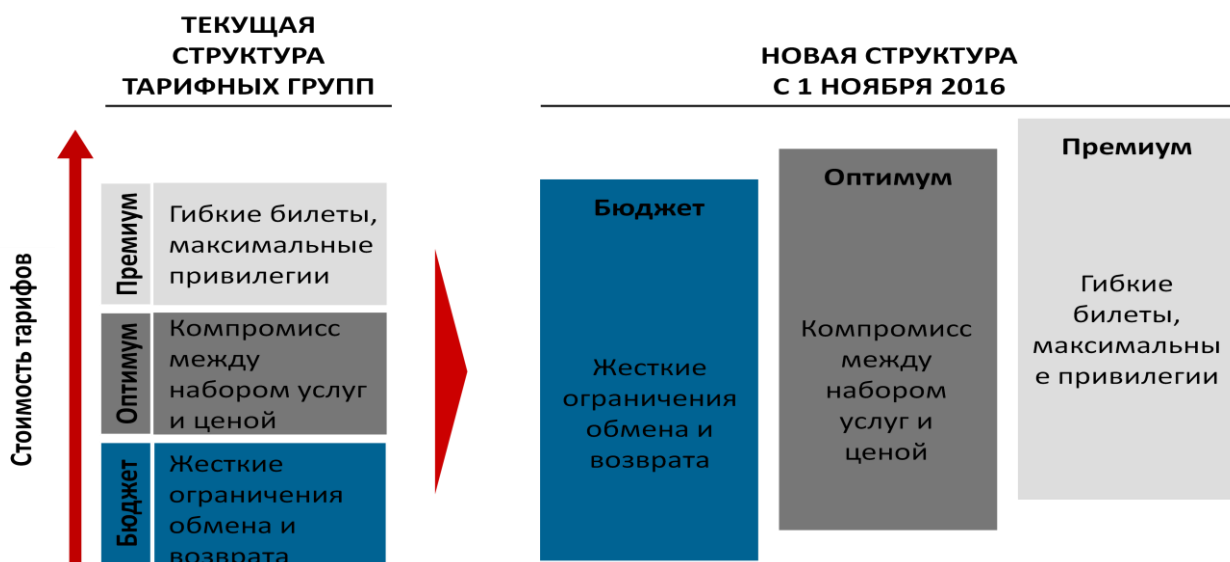 ТЕКУЩАЯ
СТРУКТУРА
ТАРИФНЫХ ГРУПП
НОВАЯ СТРУКТУРА
С 1 НОЯБРЯ 2016
Стоимость тарифов
Премиум
Гибкие билеты,
максимальные
привилегии
Оптимум
Компромисс
между
набором услуг
и ценой
Бюджет
Жесткие
ограничения
обмена и
возврата
Бюджет
Жесткие
ограничения
обмена и
возврата
Оптимум
Компромисс
между
набором
услуг и
ценой
Премиум
Гибкие
билеты,
максимальны
е привилегии